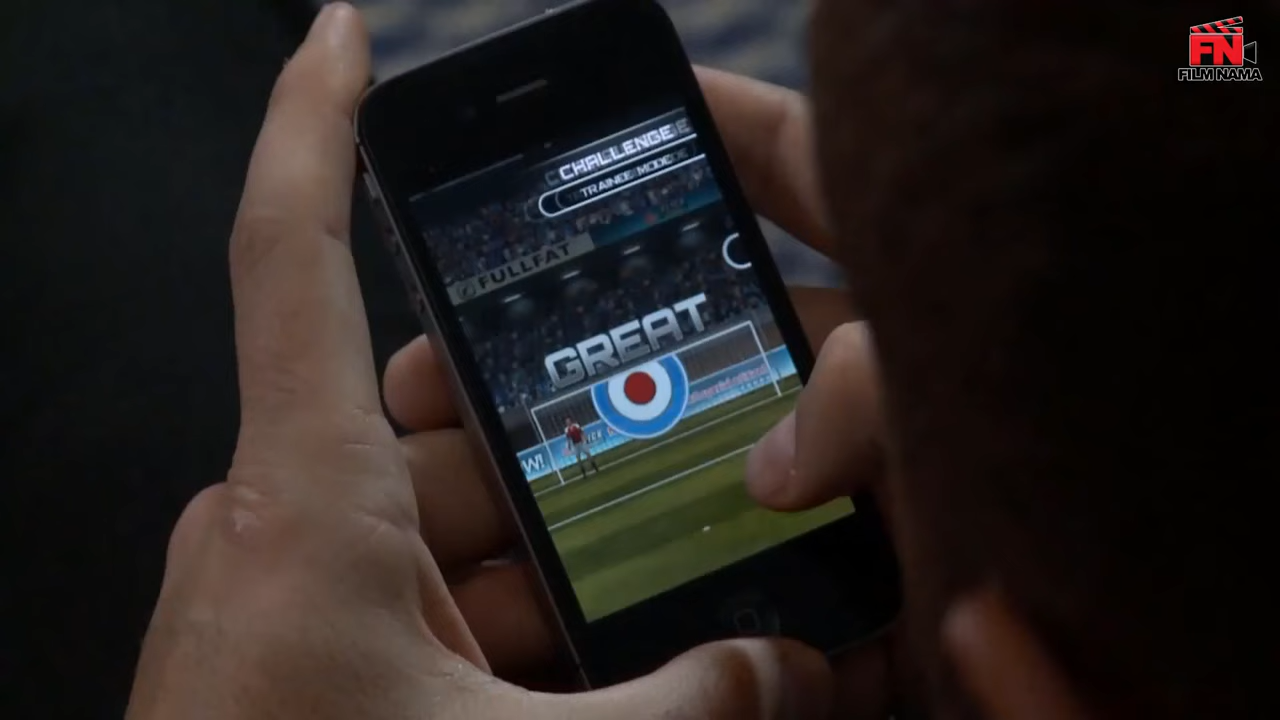 FN
FILM NAMA
CHALLENGE
TRAINEE MODE
FULLFAT
GREAT
W!